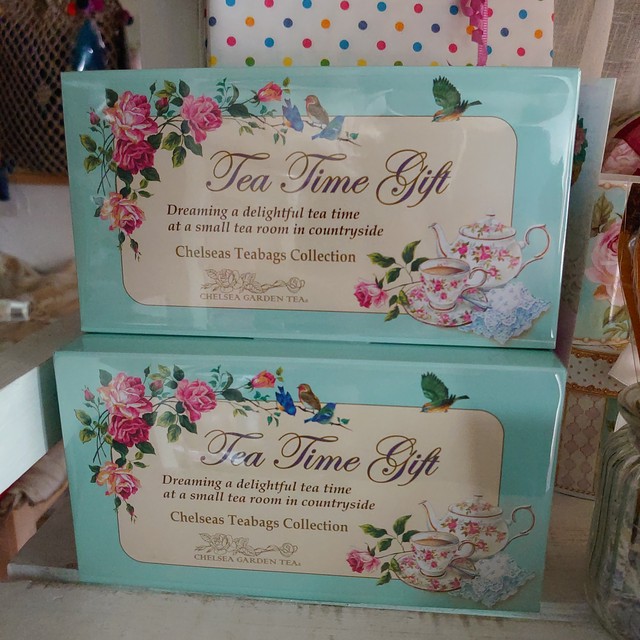 Tea Time Gift
Dreaming a delightful tea time
at a small tea room in countryside
Chelseas Teabags Collection
CHELSEA GARDEN TEA
Tea Time Gift
Dreaming a delightful tea time
at a small tea room in countryside
Chelseas Teabags Collection
CHELSEA GARDEN TEA